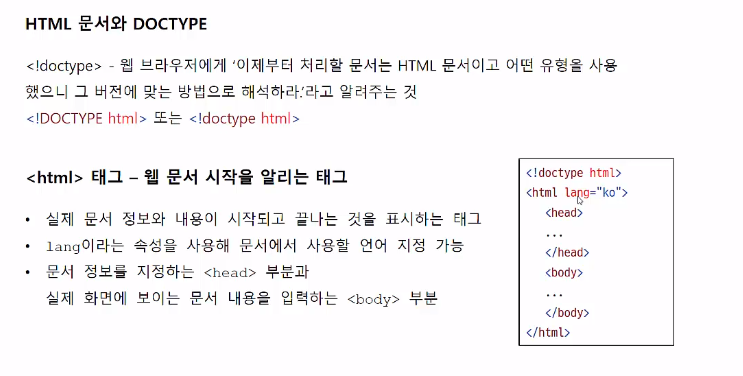 HTML 문서와 DOCTYPE
<!doctype> - 웹 브라우저에게 ‘이제부터 처리할 문서는 HTML 문서이고 어떤 유형을 사용
했으니 그 버전에 맞는 방법으로 해석하라.’라고 알려주는 것
<!DOCTYPE html> 또는 <!doctype html>
<html> 태그 – 웹 문서 시작을 알리는 태그
• 실제 문서 정보와 내용이 시작되고 끝나는 것을 표시하는 태그
• lang이라는 속성을 사용해 문서에서 사용할 언어 지정 가능
• 문서 정보를 지정하는 <head> 부분과
실제 화면에 보이는 문서 내용을 입력하는 <body> 부분
<!doctype html>
<html lang="ko">
<head>
...
</head>
<body>
...
</body>
</html>